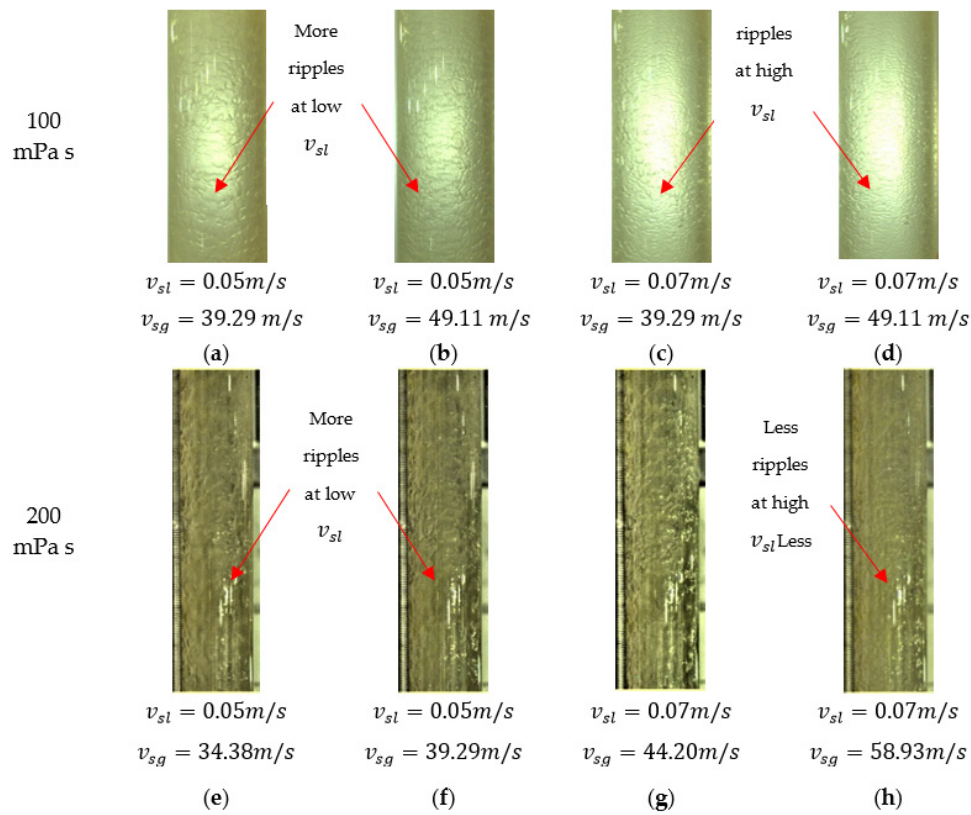 More
ripples
at low
v_sl
ripples
at high
v_sl
100
mPa s
v_sl = 0.05m/s
v_sg = 39.29 m/s
(a)
v_sl = 0.05m/s
v_sg = 49.11 m/s
(b)
v_sl = 0.07m/s
v_sg = 39.29 m/s
(c)
v_sl = 0.07m/s
v_sg = 49.11 m/s
(d)
More
ripples
at low
v_sl
Less
ripples
at high
v_sl Less
200
mPa s
v_sl = 0.05m/s
v_sg = 34.38m/s
(e)
v_sl = 0.05m/s
v_sg = 39.29m/s
(f)
v_sl = 0.07m/s
v_sg = 44.20m/s
(g)
v_sl = 0.07m/s
v_sg = 58.93m/s
(h)